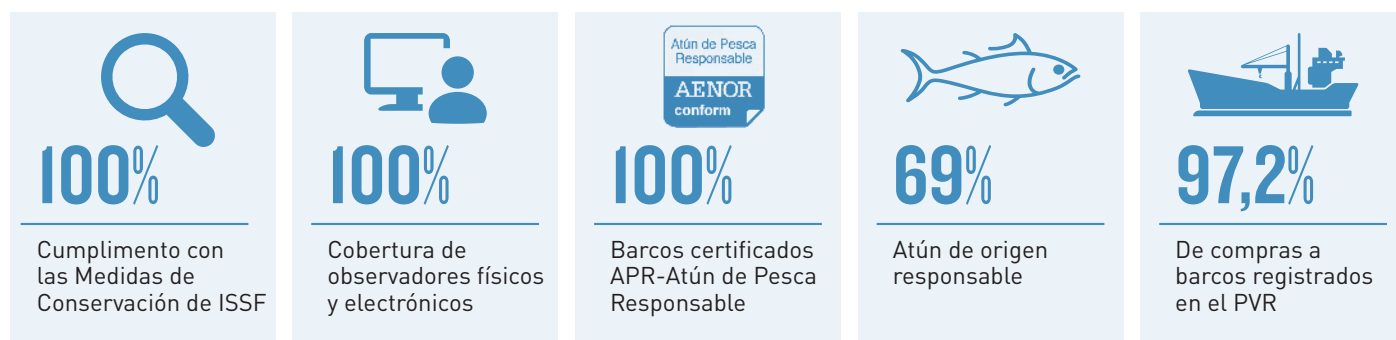 100%
Cumplimento con
las Medidas de
Conservación de ISSF
100%
Cobertura de
observadores físicos
y electrónicos
Atún de Pesca
Responsable
AENOR
conform
100%
Barcos certificados
APR-Atún de Pesca
Responsable
69%
Atún de origen
responsable
97,2%
De compras a
barcos registrados
en el PVR